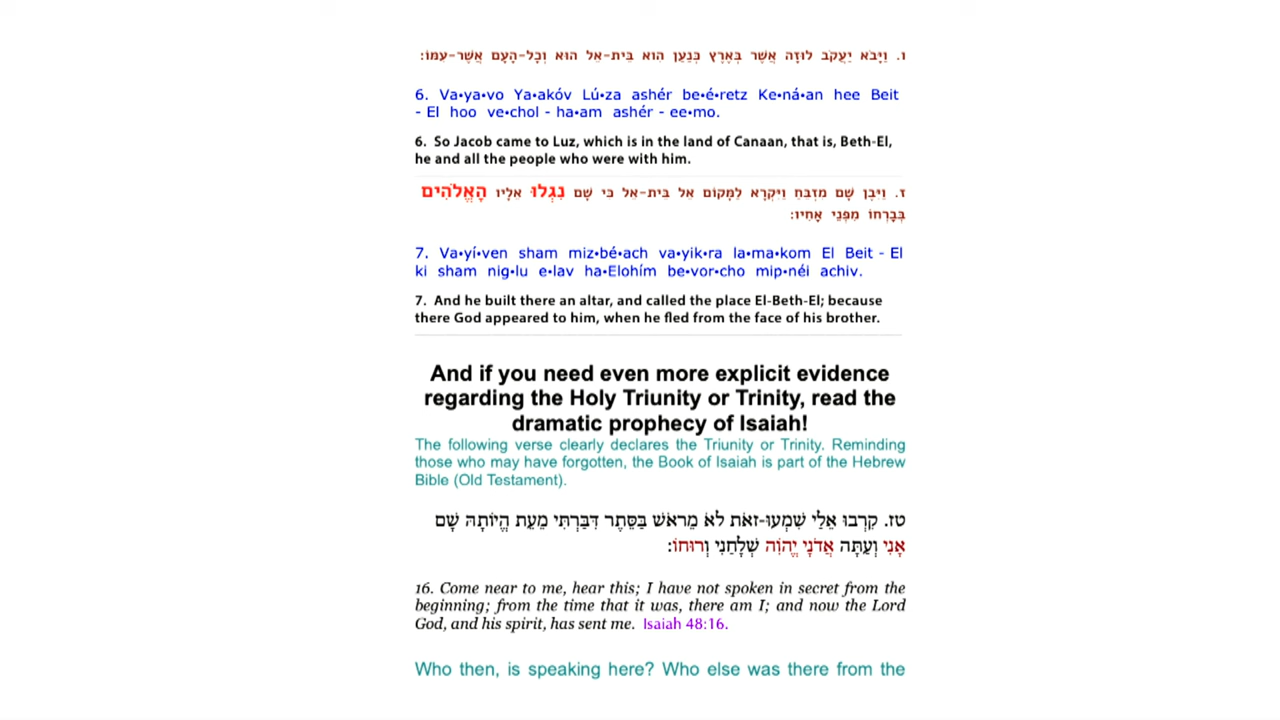 ו. וַיָּבֹא יַעֲקֹב לוּזָה אֲשֶׁר בְּאֶרֶץ כְּנַעַן הִוא בֵּית-אֵל הוּא וְכָל-הָעָם אֲשֶׁר-עִמּוֹ:
6. Va•ya•vo Ya•akóv Lú•za ashér be•é•retz Ke•ná•an hee Beit
- El hoo ve•chol - ha•am ashér - ee•mo.
6. So Jacob came to Luz, which is in the land of Canaan, that is, Beth-El,
he and all the people who were with him.
ז. וַיִּבֶן שָׁם מִזְבֵּחַ וַיִּקְרָא לַמָּקוֹם אֵל בֵּית-אֵל כִּי שָׁם נִגְלוּ אֵלָיו הָאֱלֹהִים
בְּבָרְחוֹ מִפְּנֵי אָחִיו:
7. Va•yí•ven sham miz•bé•ach va•yik•ra la•ma•kom El Beit - El
ki sham nig•lu e•lav ha•Elohím be•vor•cho mip•néi achiv.
7. And he built there an altar, and called the place El-Beth-El; because
there God appeared to him, when he fled from the face of his brother.
And if you need even more explicit evidence
regarding the Holy Triunity or Trinity, read the
dramatic prophecy of Isaiah!
The following verse clearly declares the Triunity or Trinity. Reminding
those who may have forgotten, the Book of Isaiah is part of the Hebrew
Bible (Old Testament).
טז. קִרְבוּ אֵלַי שִׁמְעוּ-זֹאת לֹא מֵרֹאשׁ בַּסֵּתֶר דִּבַּרְתִּי מֵעֵת הֱיוֹתָהּ שָׁם
אָנִי וְעַתָּה אֲדֹנָי יֱהוִֹה שְׁלָחַנִי וְרוּחוֹ:
16. Come near to me, hear this; I have not spoken in secret from the
beginning; from the time that it was, there am I; and now the Lord
God, and his spirit, has sent me. Isaiah 48:16.
Who then, is speaking here? Who else was there from the